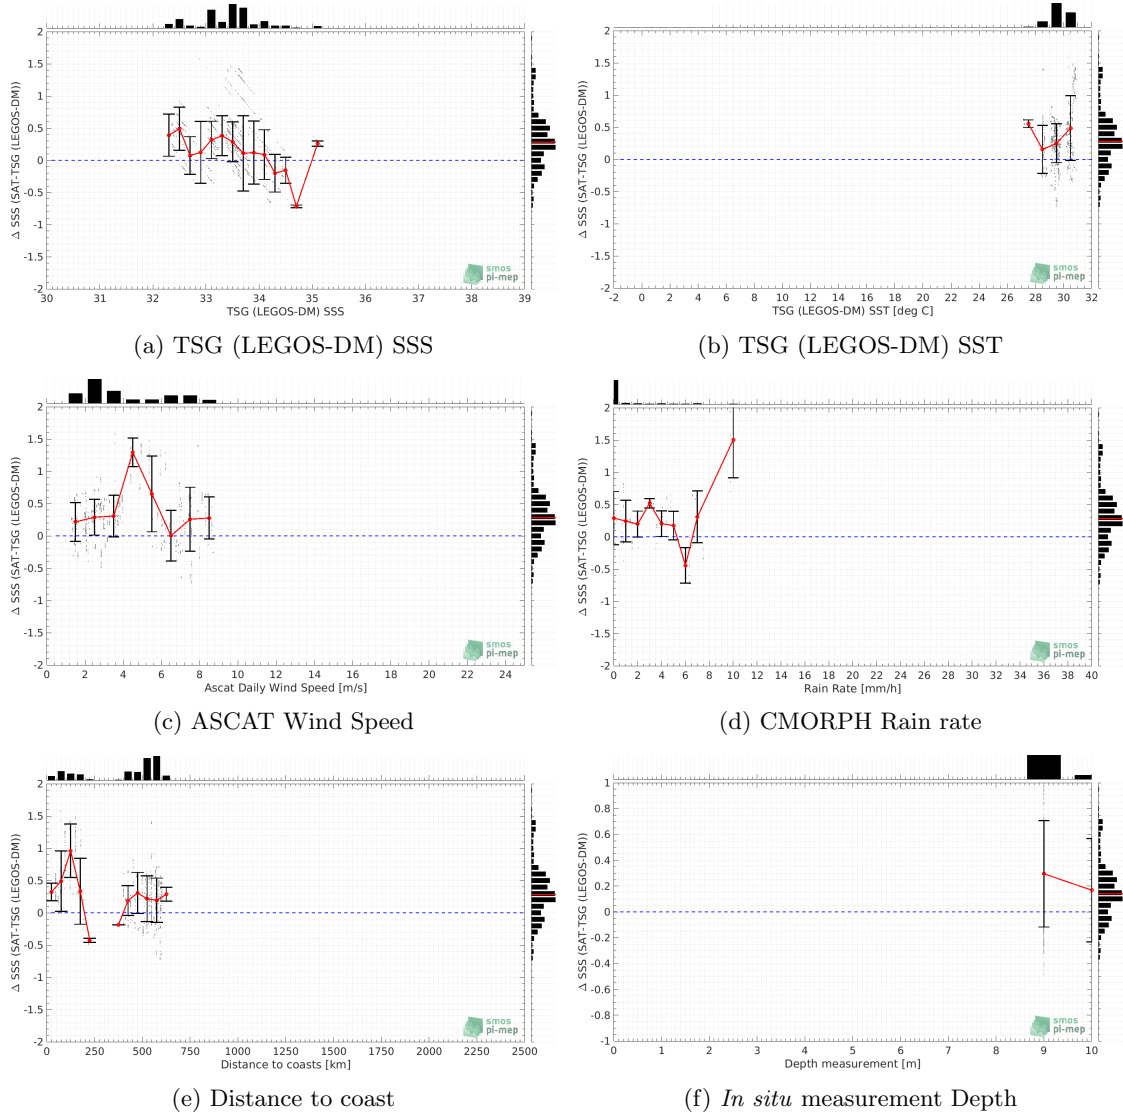 2
1.5
1
0.5
0
-0.5
-1
-1.5
-2
30 31 32 33 34 35 36 37 38 39
Δ SSS (SAT-TSG (LEGOS-DM))
TSG (LEGOS-DM) SSS
smos
pi-mep
(a) TSG (LEGOS-DM) SSS
2
1.5
1
0.5
0
-0.5
-1
-1.5
-2
-2 0 2 4 6 8 10 12 14 16 18 20 22 24 26 28 30 32
Δ SSS (SAT-TSG (LEGOS-DM))
TSG (LEGOS-DM) SST [deg C]
smos
pi-mep
(b) TSG (LEGOS-DM) SST
2
1.5
1
0.5
0
-0.5
-1
-1.5
-2
0 2 4 6 8 10 12 14 16 18 20 22 24
Δ SSS (SAT-TSG (LEGOS-DM))
Ascat Daily Wind Speed [m/s]
smos
pi-mep
(c) ASCAT Wind Speed
2
1.5
1
0.5
0
-0.5
-1
-1.5
-2
0 2 4 6 8 10 12 14 16 18 20 22 24 26 28 30 32 34 36 38 40
Δ SSS (SAT-TSG (LEGOS-DM))
Rain Rate [mm/h]
smos
pi-mep
(d) CMORPH Rain rate
2
1.5
1
0.5
0
-0.5
-1
-1.5
-2
0 250 500 750 1000 1250 1500 1750 2000 2250 2500
Δ SSS (SAT-TSG (LEGOS-DM))
Distance to coasts [km]
smos
pi-mep
(e) Distance to coast
1
0.8
0.6
0.4
0.2
0
-0.2
-0.4
-0.6
-0.8
-1
0 1 2 3 4 5 6 7 8 9 10
Δ SSS (SAT-TSG (LEGOS-DM))
Depth measurement [m]
smos
pi-mep
(f) In situ measurement Depth